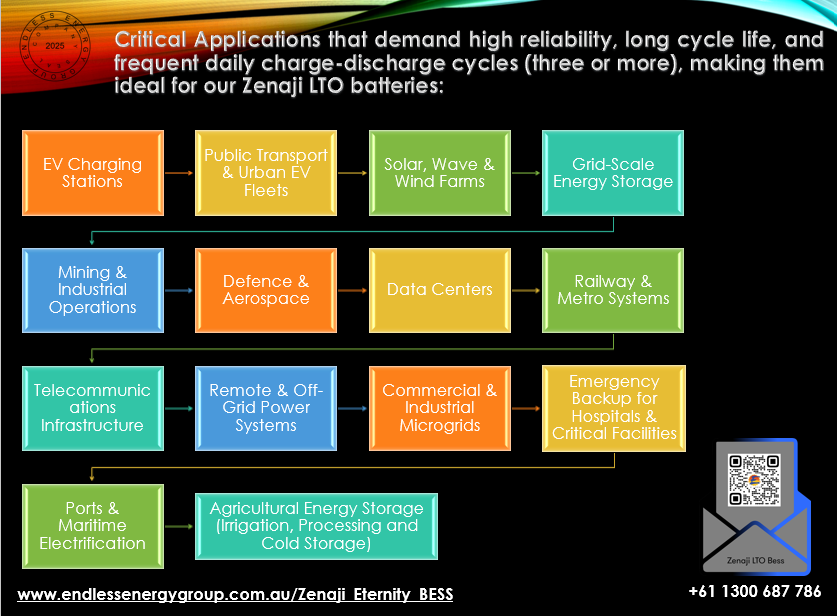 ENDLESS ENERGY GROUP
COMPANY
2025
Critical Applications that demand high reliability, long cycle life, and
frequent daily charge-discharge cycles (three or more), making them
ideal for our Zenaji LTO batteries:
EV Charging
Stations
Public Transport
& Urban EV
Fleets
Solar, Wave &
Wind Farms
Grid-Scale
Energy Storage
Mining &
Industrial
Operations
Defence &
Aerospace
Data Centers
Railway &
Metro Systems
Telecommunic
ations
Infrastructure
Remote & Off-
Grid Power
Systems
Commercial &
Industrial
Microgrids
Emergency
Backup for
Hospitals &
Critical Facilities
Ports &
Maritime
Electrification
Agricultural Energy Storage
(Irrigation, Processing and
Cold Storage)
Zenaji LTO Bess
www.endlessenergygroup.com.au/Zenaji_Eternity_BESS
+61 1300 687 786